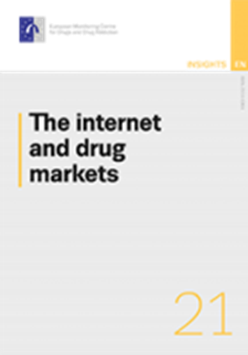 European Monitoring Centre
for Drugs and Drug Addiction
INSIGHTS
EN
The internet
and drug
markets
21